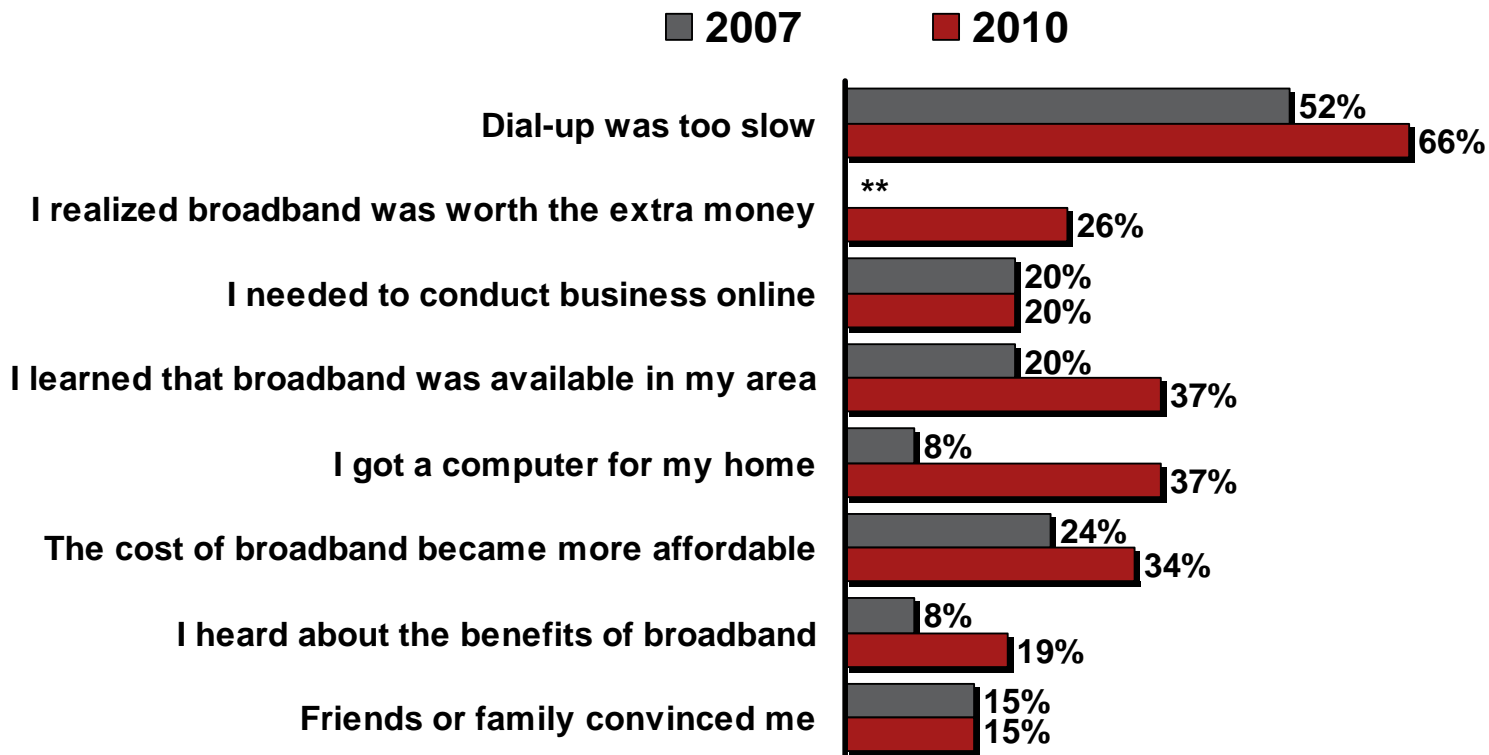 2007 2010
Dial-up was too slow
52%
66%
**
I realized broadband was worth the extra money
26%
I needed to conduct business online
20%
20%
I learned that broadband was available in my area
20%
37%
I got a computer for my home
8%
37%
The cost of broadband became more affordable
24%
34%
I heard about the benefits of broadband
8%
19%
Friends or family convinced me
15%
15%